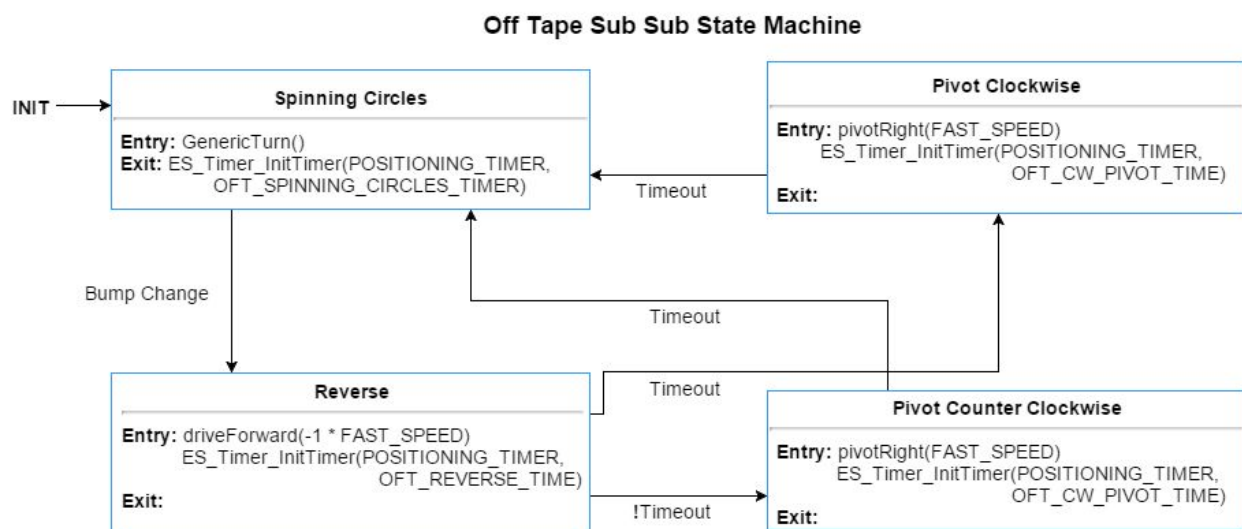 Off Tape Sub Sub State Machine
INIT
Spinning Circles
Entry: GenericTurn()
Exit: ES_Timer_InitTimer(POSITIONING_TIMER,
OFT_SPINNING_CIRCLES_TIMER)
Pivot Clockwise
Entry: pivotRight(FAST_SPEED)
ES_Timer_InitTimer(POSITIONING_TIMER,
OFT_CW_PIVOT_TIME)
Exit:
Timeout
Bump Change
Timeout
Timeout
Reverse
Entry: driveForward(-1 * FAST_SPEED)
ES_Timer_InitTimer(POSITIONING_TIMER,
OFT_REVERSE_TIME)
Exit:
!Timeout
Pivot Counter Clockwise
Entry: pivotRight(FAST_SPEED)
ES_Timer_InitTimer(POSITIONING_TIMER,
OFT_CW_PIVOT_TIME)
Exit: